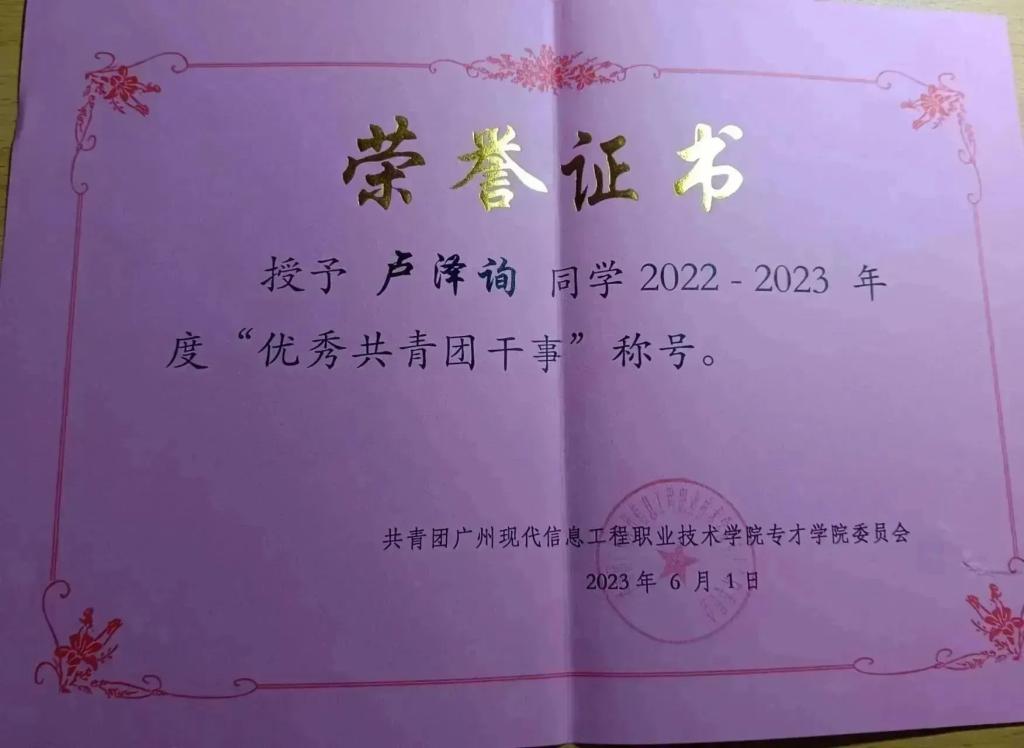 荣誉证书
授予 卢泽询 同学 2022 - 2023 年
度“优秀共青团干事”称号。
共青团广州现代信息工程职业技术学院专才学院委员会
2023 年 6 月 1 日